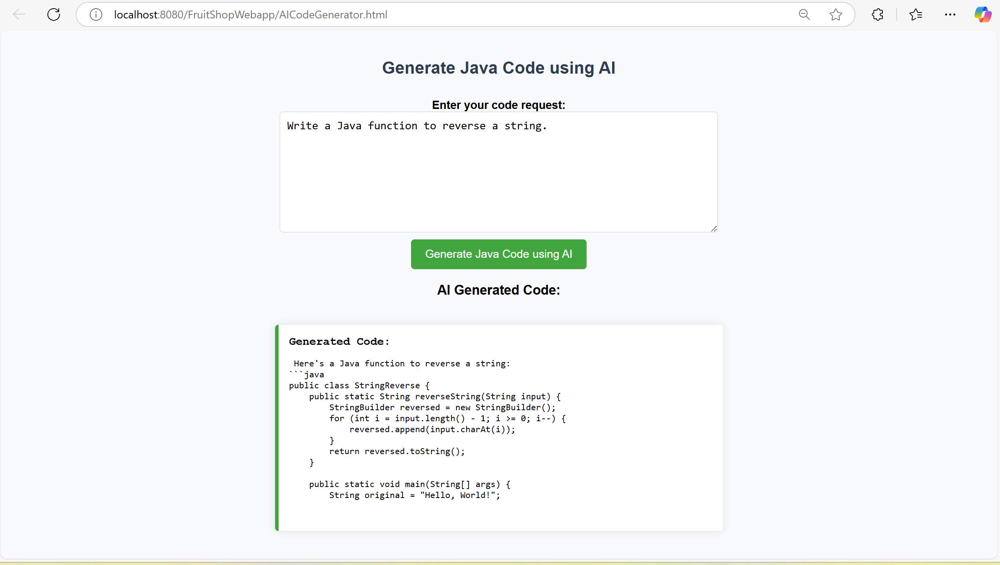 localhost:8080/FruitShopWebapp/AICodeGenerator.html
Generate Java Code using AI
Enter your code request:
Write a Java function to reverse a string.
Generate Java Code using AI
AI Generated Code:
Generated Code:
 Here's a Java function to reverse a string:
```java
public class StringReverse {
    public static String reverseString(String input) {
        StringBuilder reversed = new StringBuilder();
        for (int i = input.length() - 1; i >= 0; i--) {
            reversed.append(input.charAt(i));
        }
        return reversed.toString();
    }
    public static void main(String[] args) {
        String original = "Hello, World!";